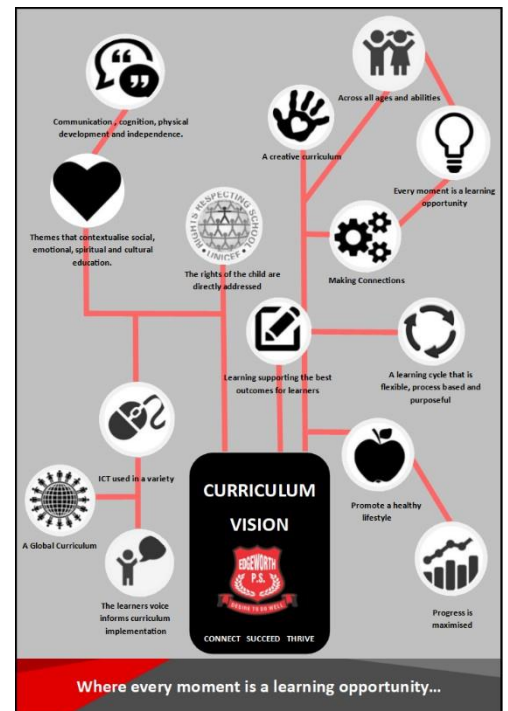 Communication , cognition, physical
development and independence.
Across all ages and abilities
A creative curriculum
Every moment is a learning
opportunity
Themes that contextualise social,
emotional, spiritual and cultural
education.
RIGHTS RESPECTING SCHOOL
UNICEF
The rights of the child are
directly addressed
Making Connections
Learning supporting the best
outcomes for learners
A learning cycle that is
flexible, process based and
purposeful
ICT used in a variety
Promote a healthy
lifestyle
A Global Curriculum
The learners voice
informs curriculum
implementation
Progress is
maximised
CURRICULUM
VISION
EDGEWORTH
P.S.
DESIRE TO DO WELL
CONNECT SUCCEED THRIVE
Where every moment is a learning opportunity...